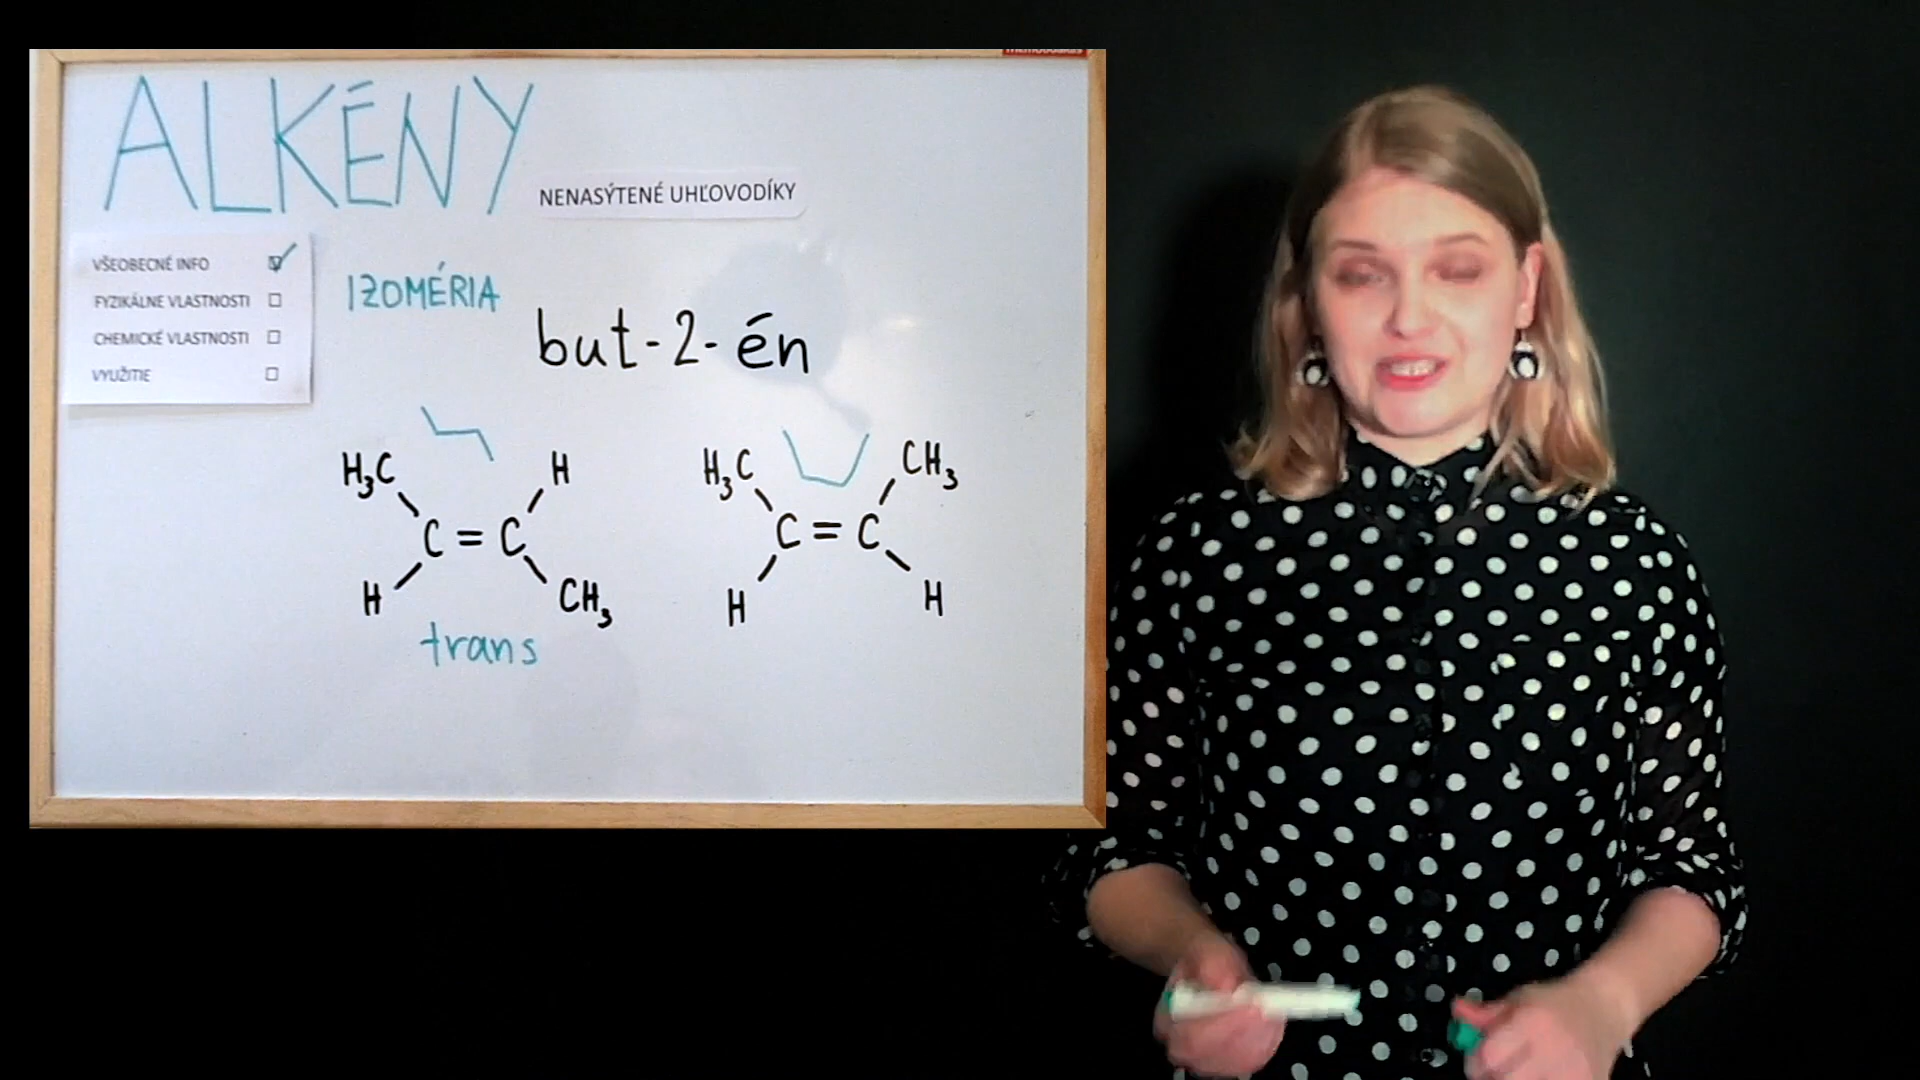 ALKÉNY
NENASÝTENÉ UHĽOVODÍKY
VŠEOBECNÉ INFO
FYZIKÁLNE VLASTNOSTI
CHEMICKÉ VLASTNOSTI
VYUŽITIE
IZOMÉRIA
but-2-én
H₃C H
C=C
H CH₃
trans
H₃C CH₃
C=C
H H